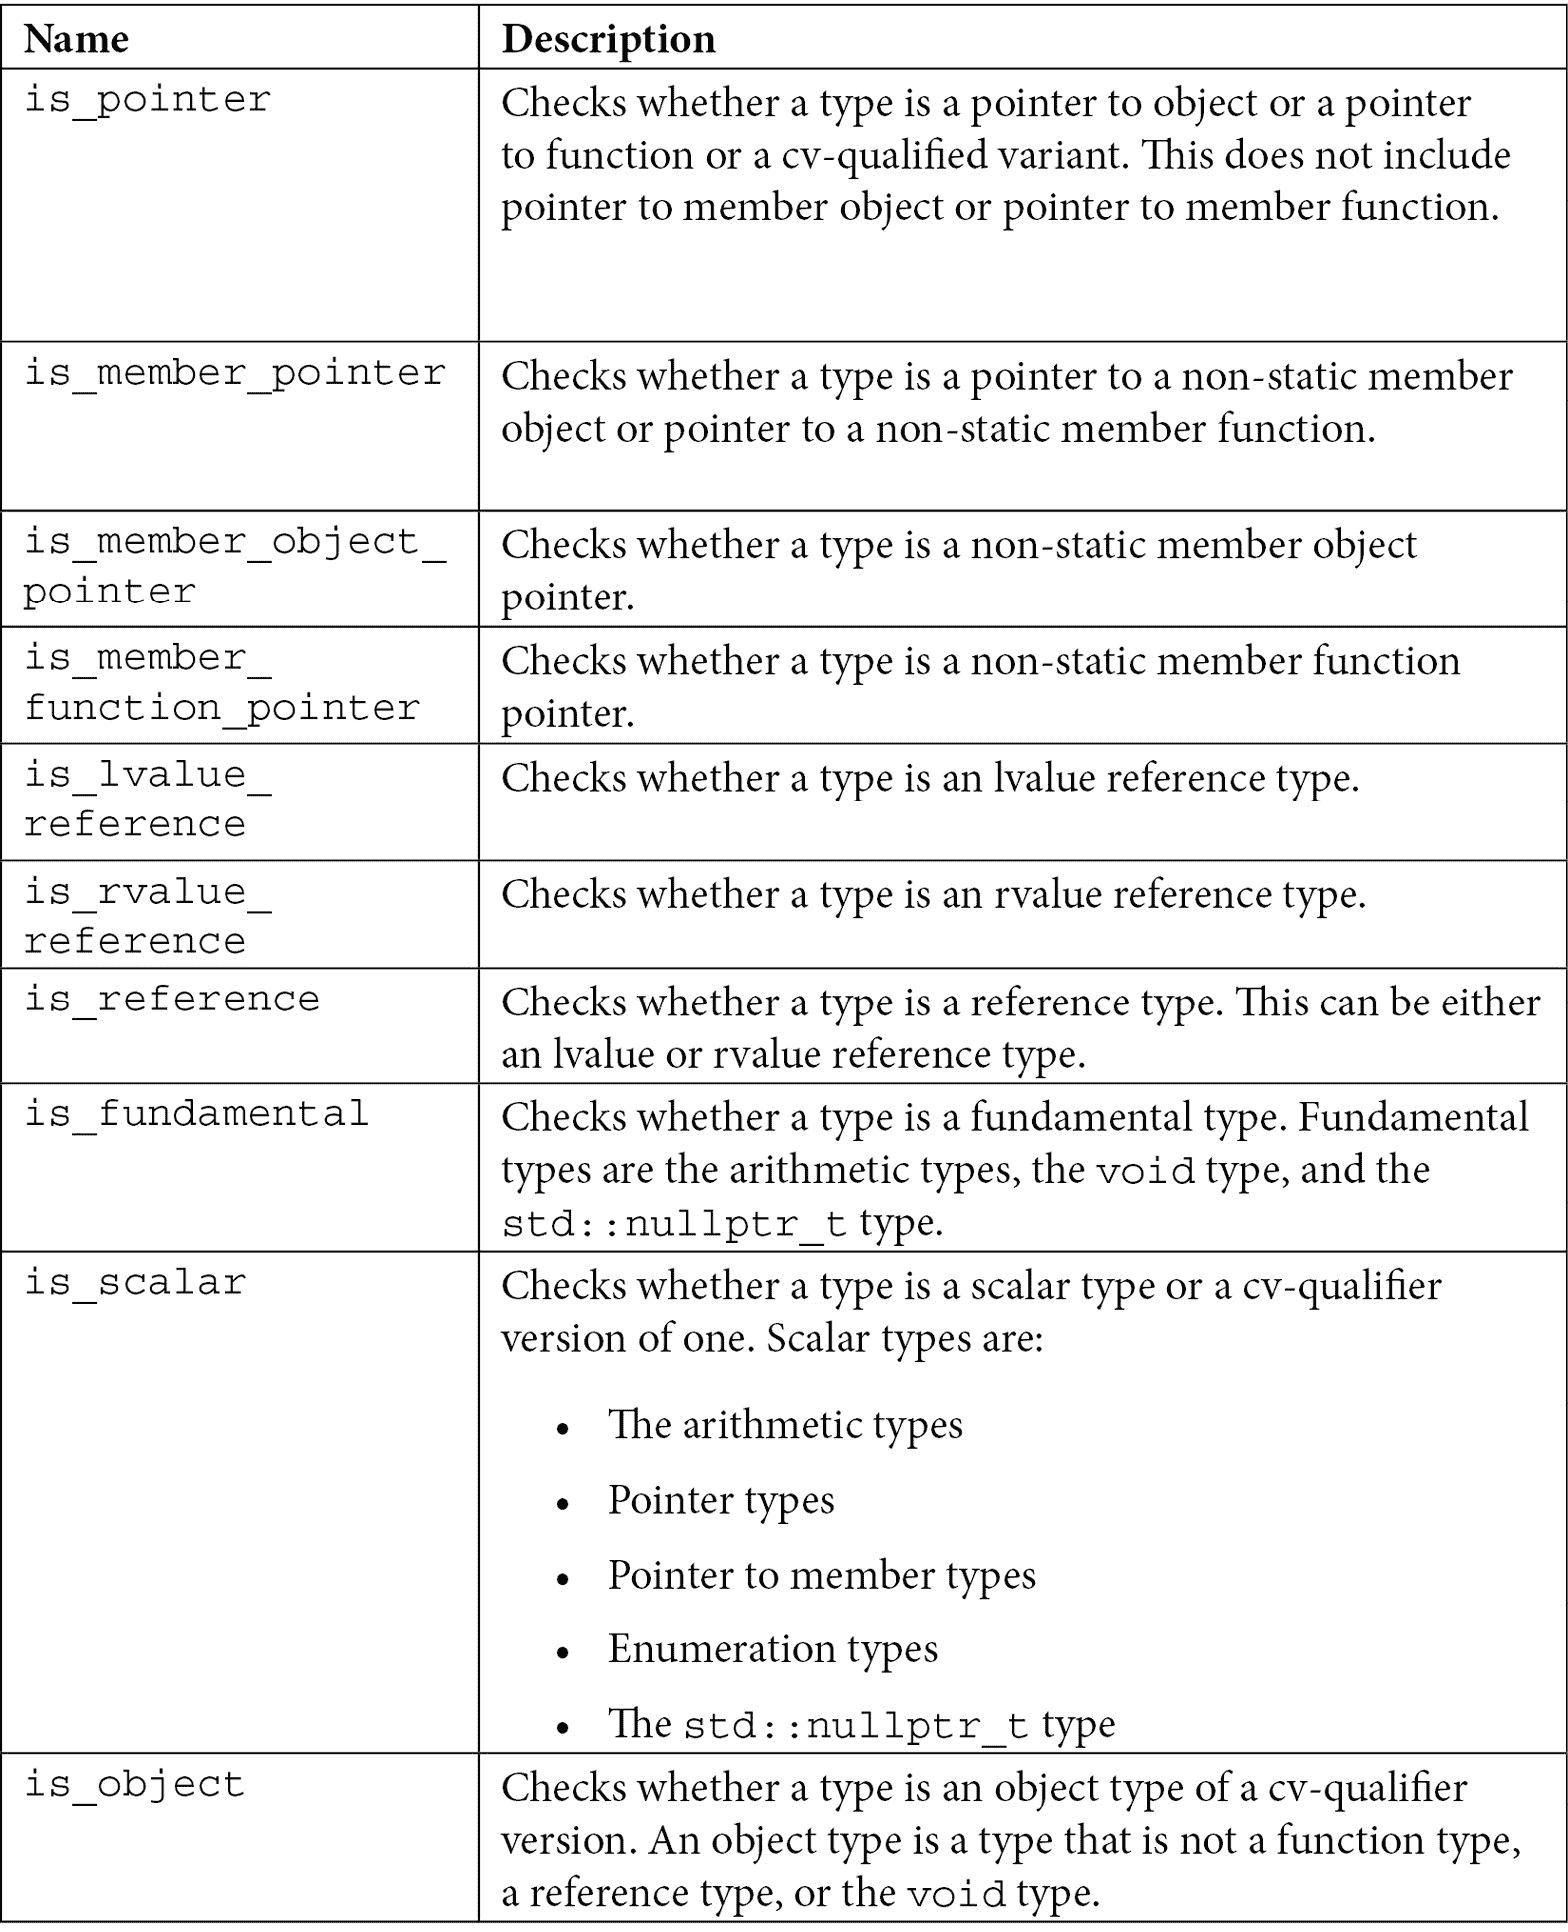 Name
Description
is_pointer
Checks whether a type is a pointer to object or a pointer
to function or a cv-qualified variant. This does not include
pointer to member object or pointer to member function.
is_member_pointer
Checks whether a type is a pointer to a non-static member
object or pointer to a non-static member function.
is_member_object_
pointer
Checks whether a type is a non-static member object
pointer.
is_member_
function_pointer
Checks whether a type is a non-static member function
pointer.
is_lvalue_
reference
Checks whether a type is an lvalue reference type.
is_rvalue_
reference
Checks whether a type is an rvalue reference type.
is_reference
Checks whether a type is a reference type. This can be either
an lvalue or rvalue reference type.
is_fundamental
Checks whether a type is a fundamental type. Fundamental
types are the arithmetic types, the void type, and the
std::nullptr_t type.
is_scalar
Checks whether a type is a scalar type or a cv-qualifier
version of one. Scalar types are:
• The arithmetic types
• Pointer types
• Pointer to member types
• Enumeration types
• The std::nullptr_t type
is_object
Checks whether a type is an object type of a cv-qualifier
version. An object type is a type that is not a function type,
a reference type, or the void type.